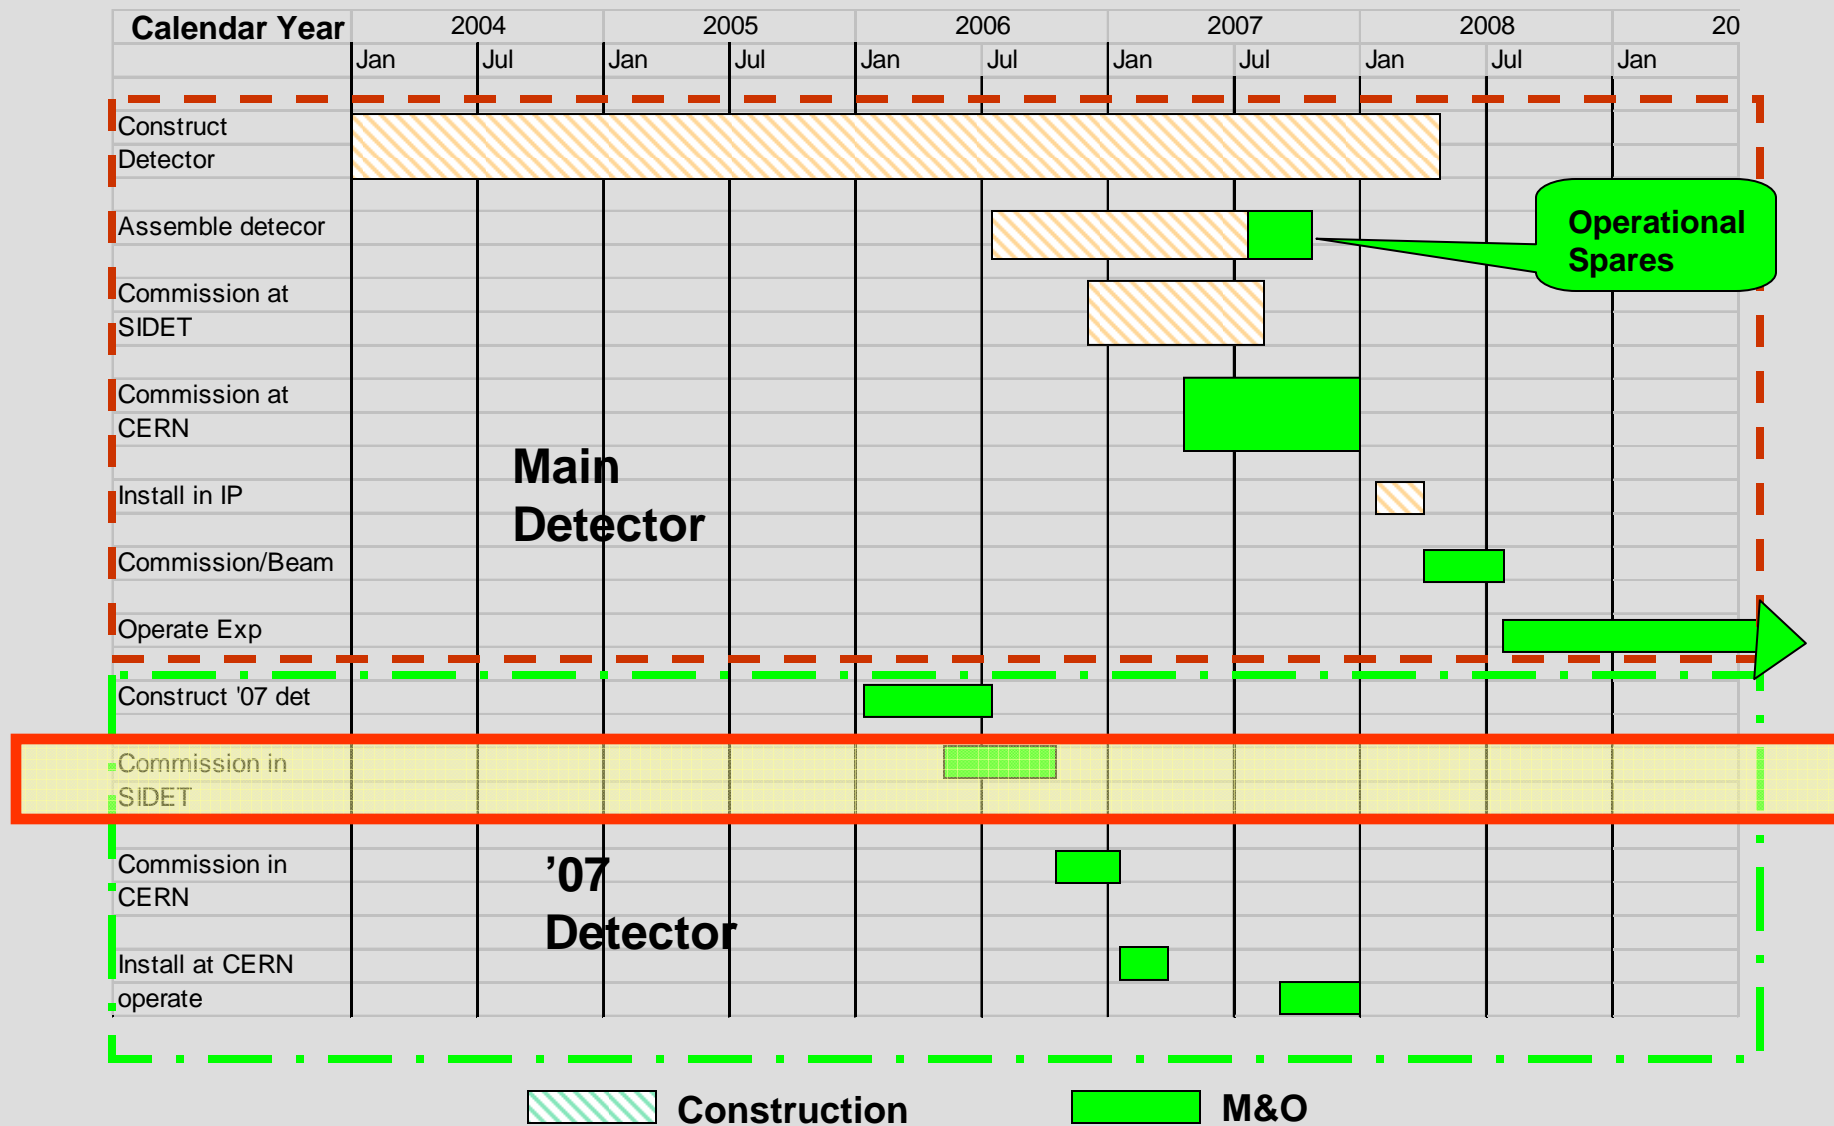 Calendar Year 2004 2005 2006 2007 2008 20
Jan Jul Jan Jul Jan Jul Jan Jul Jan Jul Jan
Construct
Detector
Assemble detecor
Operational
Spares
Commission at
SIDET
Commission at
CERN
Main
Detector
Install in IP
Commission/Beam
Operate Exp
Construct '07 det
Commission in
SIDET
Commission in
CERN
’07
Detector
Install at CERN
operate
Construction M&O